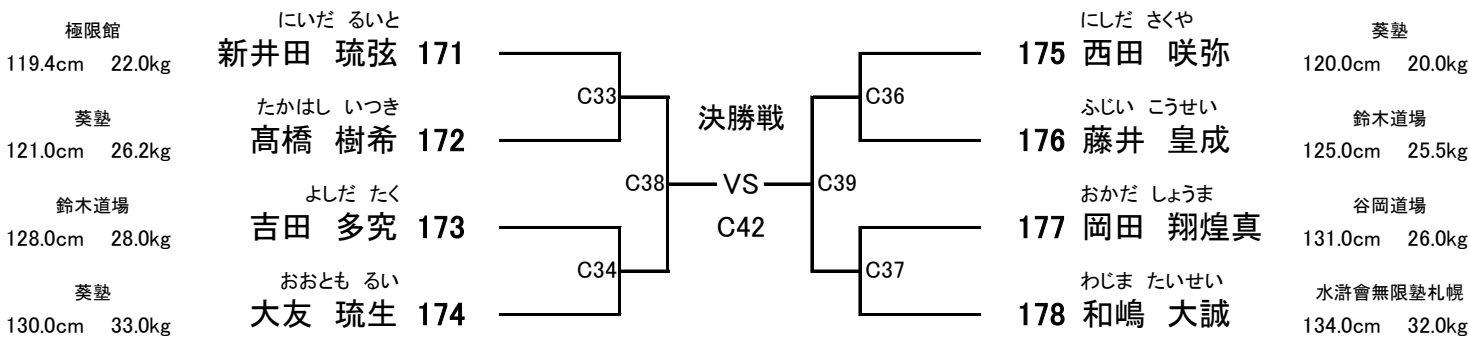 にいだ るいと
極限館
新井田 琉弦 171
119.4cm 22.0kg
C33
たかはし いつき
葵塾
髙橋 樹希 172
121.0cm 26.2kg
C38
よしだ たく
鈴木道場
吉田 多究 173
128.0cm 28.0kg
C34
おおとも るい
葵塾
大友 琉生 174
130.0cm 33.0kg
決勝戦
VS
C42
にしだ さくや
葵塾
175 西田 咲弥
120.0cm 20.0kg
C36
ふじい こうせい
鈴木道場
176 藤井 皇成
125.0cm 25.5kg
C39
おかだ しょうま
谷岡道場
177 岡田 翔煌真
131.0cm 26.0kg
C37
わじま たいせい
水滸會無限塾札幌
178 和嶋 大誠
134.0cm 32.0kg